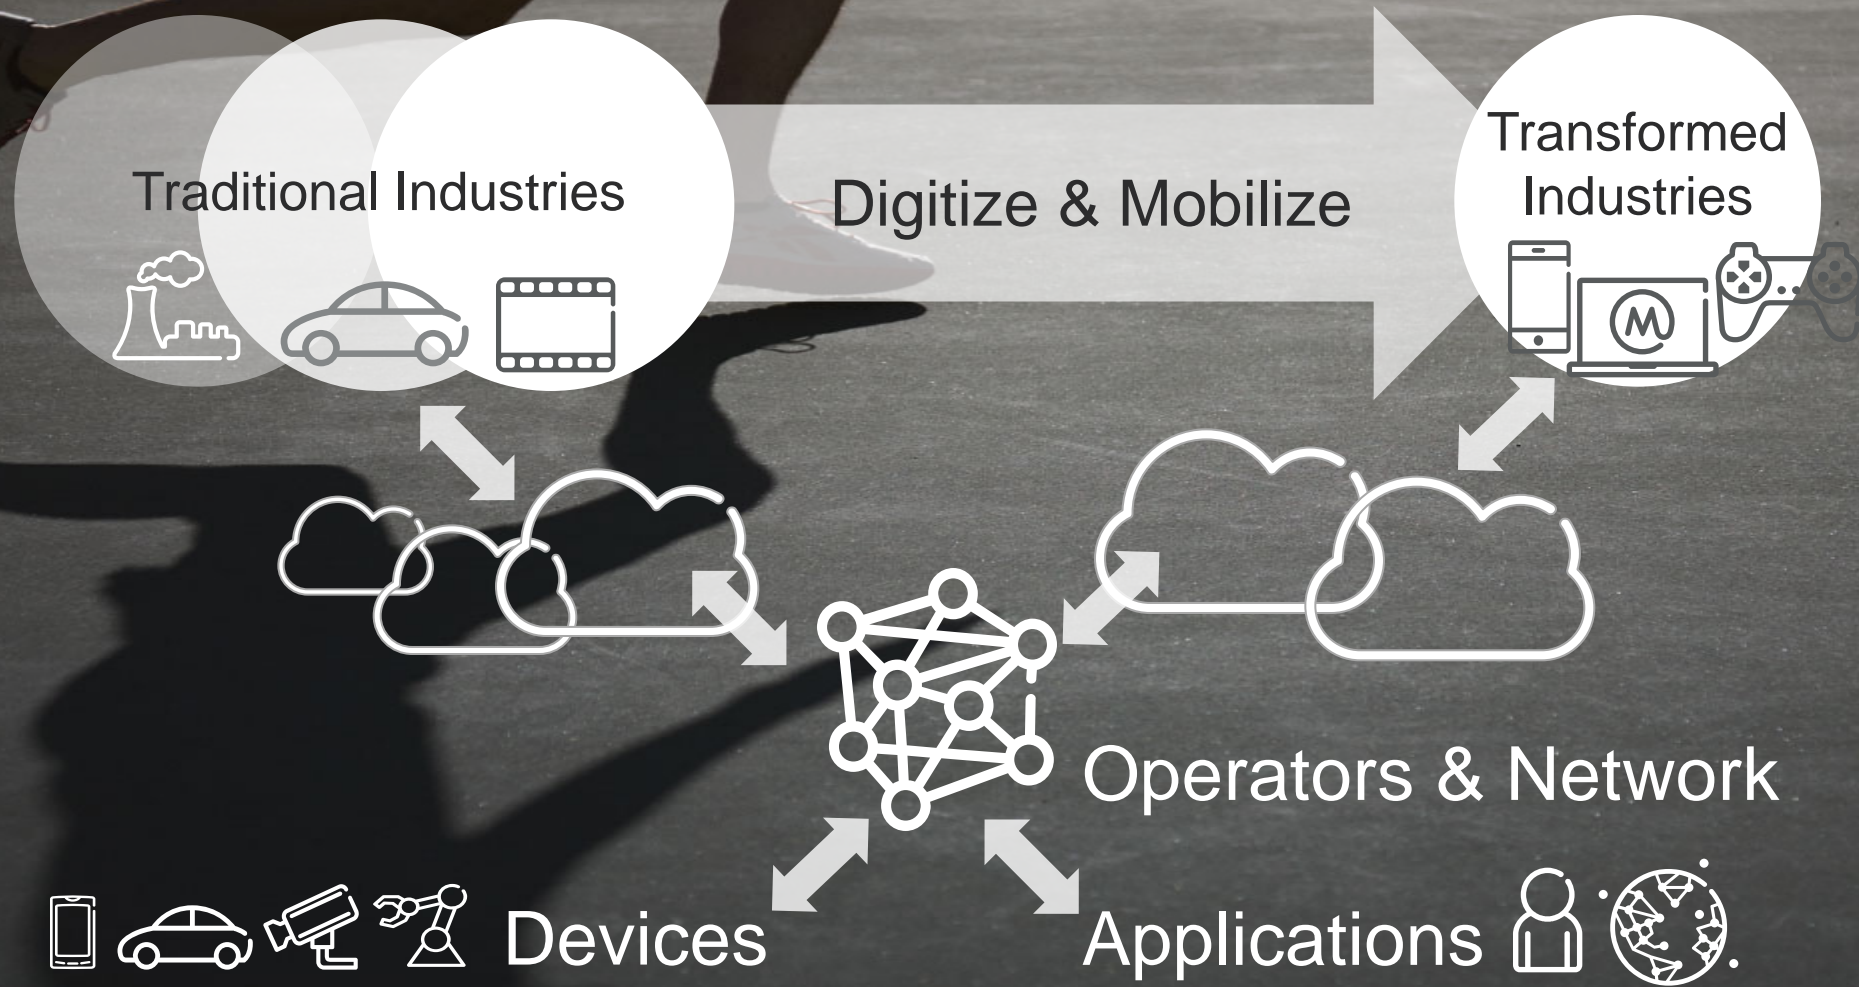 Traditional Industries
Digitize & Mobilize
Transformed
Industries
M
Operators & Network
Devices
Applications